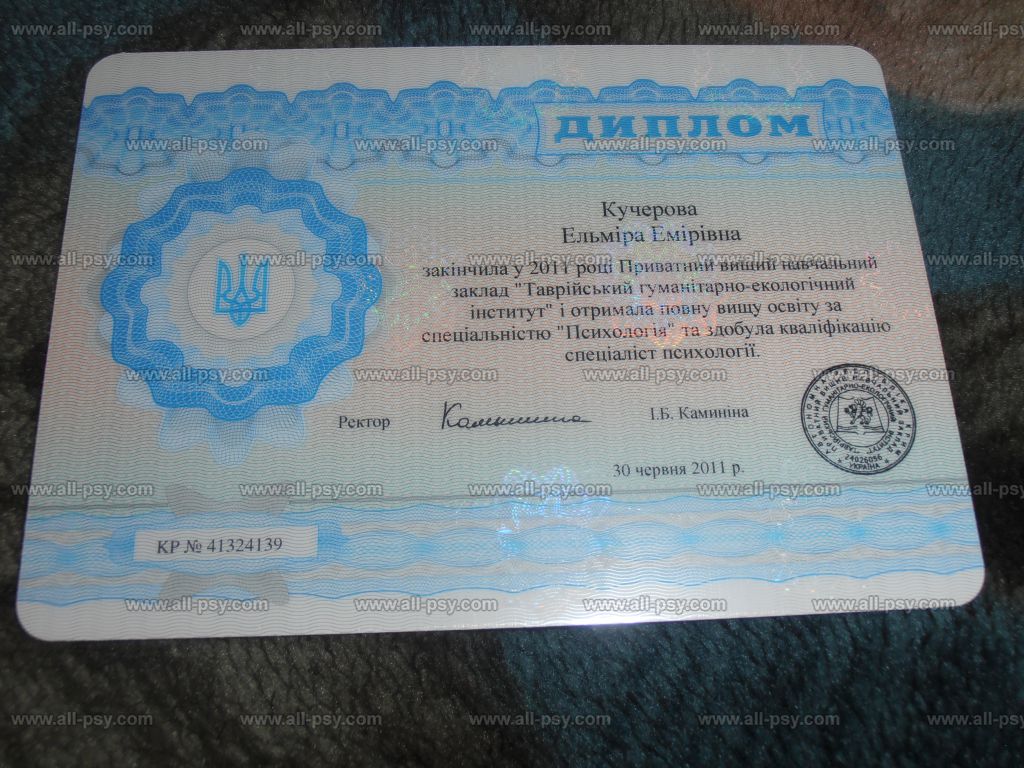 ДИПЛОМ
Кучерова
Ельміра Емірівна
закінчила у 2011 році Приватний вищий навчальний
заклад "Таврійський гуманітарно-екологічний
інститут" і отримала повну вищу освіту за
спеціальністю "Психологія" та здобула кваліфікацію
спеціаліст психології.
Ректор
І.Б. Каминіна
30 червня 2011 р.
24026056
УКРАЇНА
КР № 41324139
www.all-psy.com